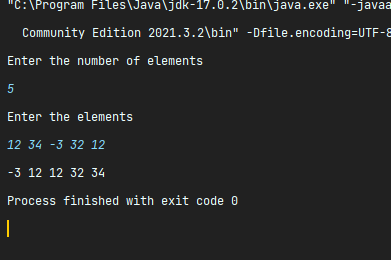 "C:\Program Files\Java\jdk-17.0.2\bin\java.exe" "-javaa
Community Edition 2021.3.2\bin" -Dfile.encoding=UTF-8
Enter the number of elements
5
Enter the elements
12 34 -3 32 12
-3 12 12 32 34
Process finished with exit code 0